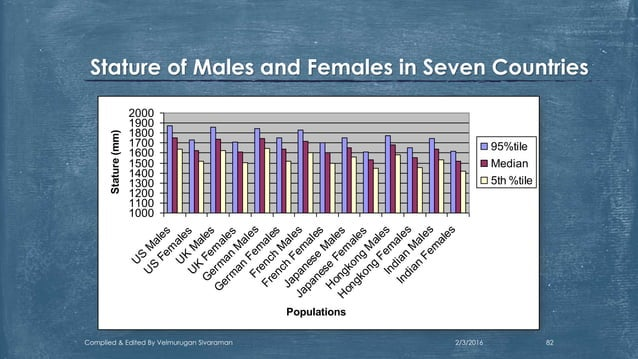 Stature of Males and Females in Seven Countries
2000
1900
1800
1700
1600
1500
1400
1300
1200
1100
1000
Stature (mm)
95%tile
Median
5th %tile
US Males
US Females
UK Males
UK Females
German Males
German Females
French Males
French Females
Japanese Males
Japanese Females
Hongkong Males
Hongkong Females
Indian Males
Indian Females
Populations
Complied & Edited By Velmurugan Sivaraman
2/3/2016
82